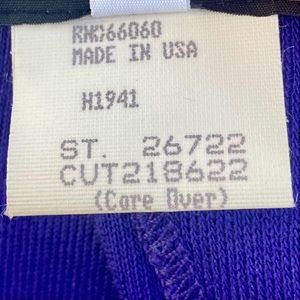 RN 66060
MADE IN USA
H1941
ST. 26722
CUT218622
(Care Over)